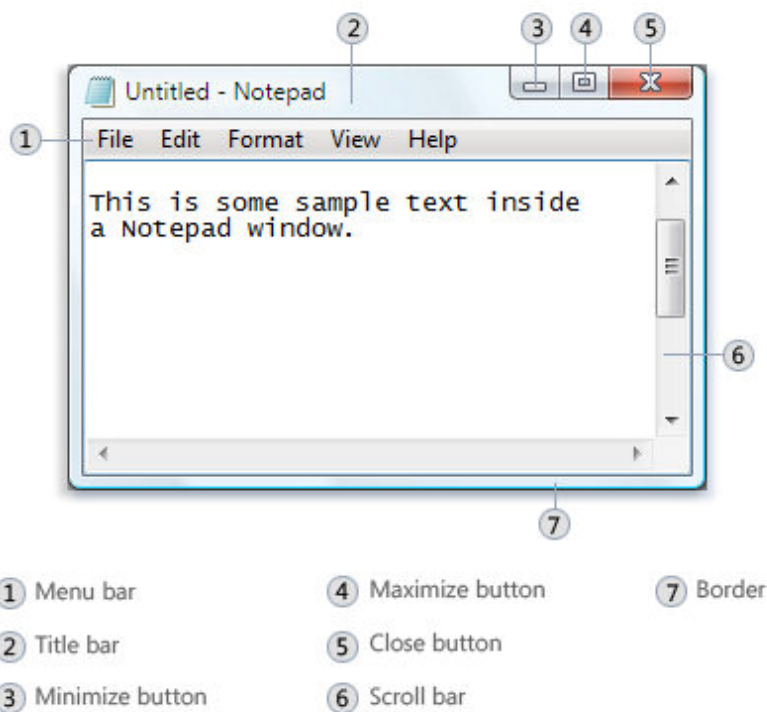 2 3 4 5
Untitled - Notepad
1 File Edit Format View Help
This is some sample text inside
a Notepad window.
6
7
1 Menu bar
2 Title bar
3 Minimize button
4 Maximize button
5 Close button
6 Scroll bar
7 Border